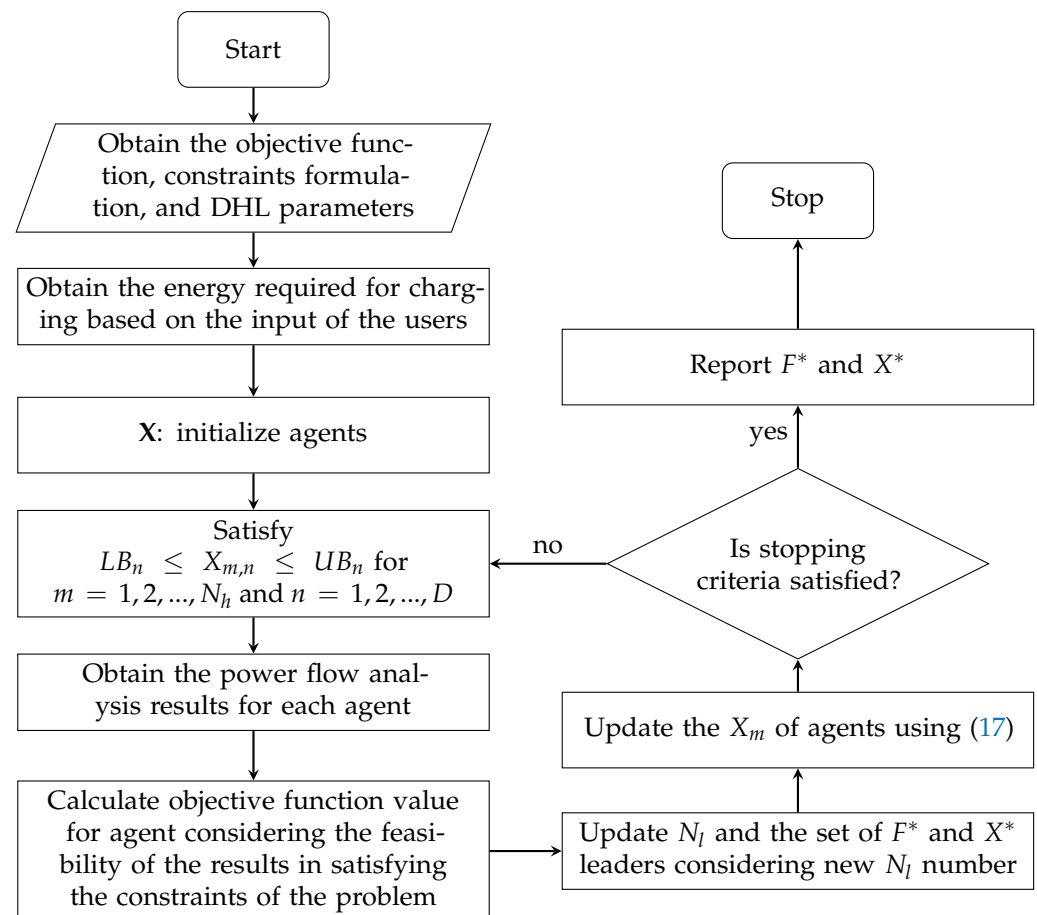 Start
Obtain the objective func-
tion, constraints formula-
tion, and DHL parameters
Obtain the energy required for charg-
ing based on the input of the users
X: initialize agents
Satisfy
LB_n ≤ X_{m,n} ≤ UB_n for
m = 1, 2, ..., N_h and n = 1, 2, ..., D
Obtain the power flow anal-
ysis results for each agent
Calculate objective function value
for agent considering the feasi-
bility of the results in satisfying
the constraints of the problem
Update N_l and the set of F* and X*
leaders considering new N_l number
Update the X_m of agents using (17)
Is stopping
criteria satisfied?
no
yes
Report F* and X*
Stop